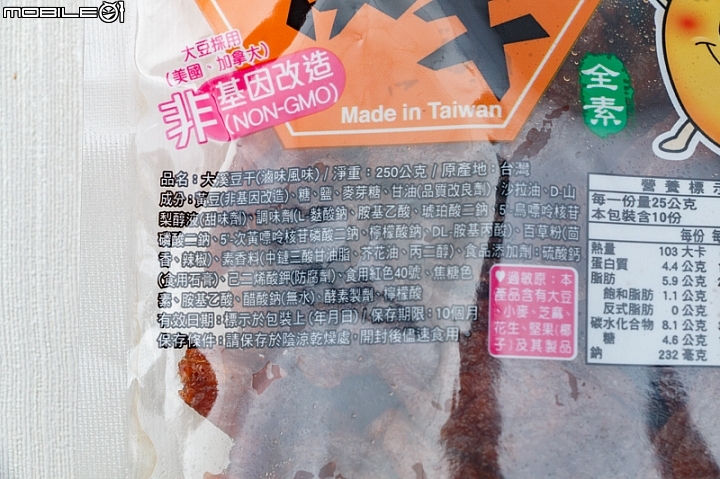 MOBILE01
大豆採用
(美國、加拿大)
非基因改造
(NON-GMO)
Made in Taiwan
全素
品名：大溪豆干(滷味風味) / 淨重：250公克 / 原產地：台灣
成分：黃豆(非基因改造)、糖、鹽、麥芽糖、甘油(品質改良劑)、沙拉油、D-山
梨醇液(甜味劑)、調味劑(L-麩酸鈉、胺基乙酸、琥珀酸二鈉、5'-次黃嘌呤核苷
磷酸二鈉、5'-鳥嘌呤核苷磷酸二鈉、檸檬酸鈉、DL-胺基丙酸)、百草粉(茴
香、辣椒)、素香料(中鏈三酸甘油脂、芥花油、丙二醇)、食品添加劑：硫酸鈣
(食用石膏)、己二烯酸鉀(防腐劑)、食用紅色40號、焦糖色
素、胺基乙酸、醋酸鈉(無水)、酵素製劑、檸檬酸
有效日期：標示於包裝上(年月日) / 保存期限：10個月
保存條件：請保存於陰涼乾燥處、開封後儘速食用。
♥過敏原：本
產品含有大豆
、小麥、芝麻、
花生、堅果(椰
子)及其製品
營養標示
每一份量25公克
本包裝含10份
每份 每
熱量 103 大卡
蛋白質 4.4 公克
脂肪 5.9 公克
飽和脂肪 1.1 公克
反式脂肪 0 公克
碳水化合物 8.1 公克
糖 4.6 公克
鈉 232 毫克